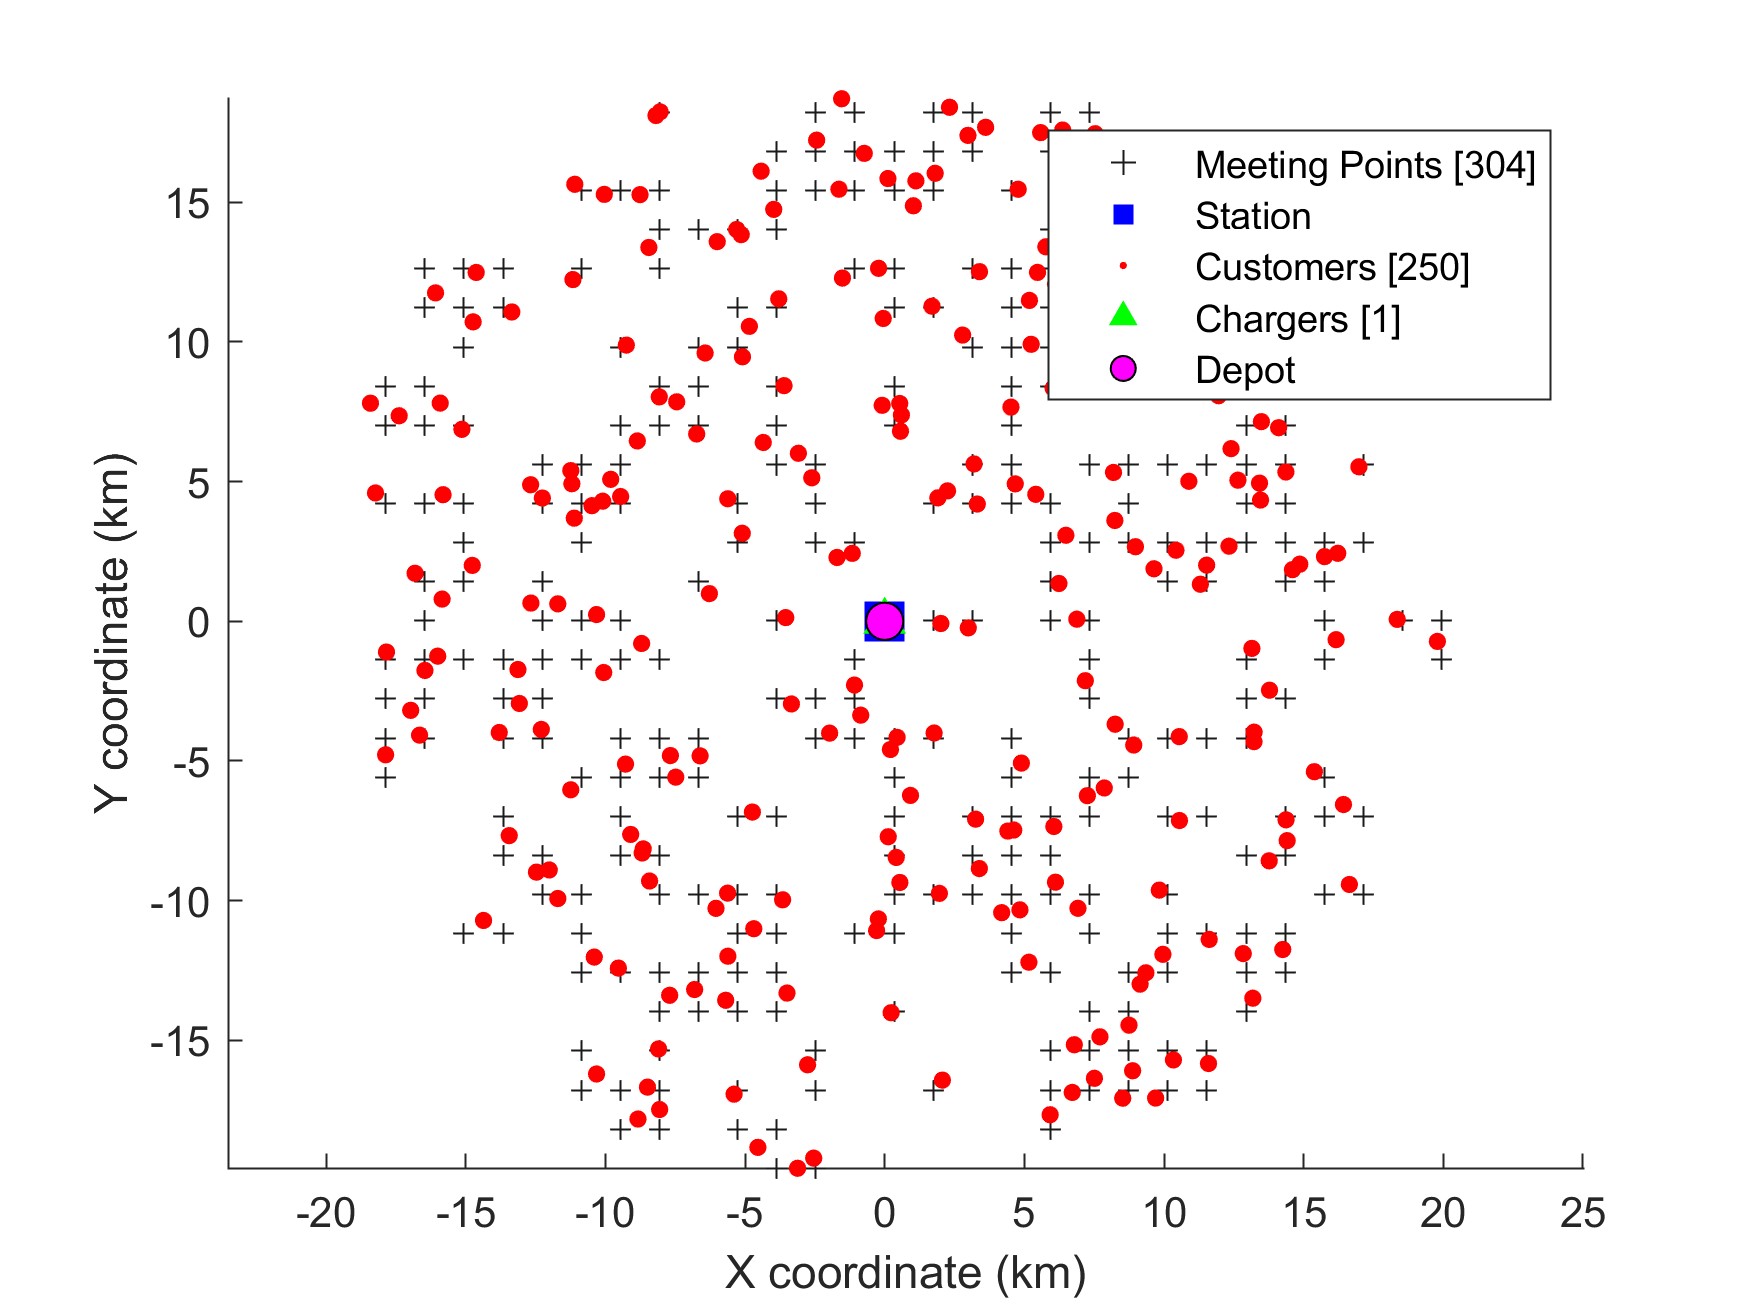 Meeting Points [304]
Station
Customers [250]
Chargers [1]
Depot
15
10
5
0
-5
-10
-15
Y coordinate (km)
-20 -15 -10 -5 0 5 10 15 20 25
X coordinate (km)